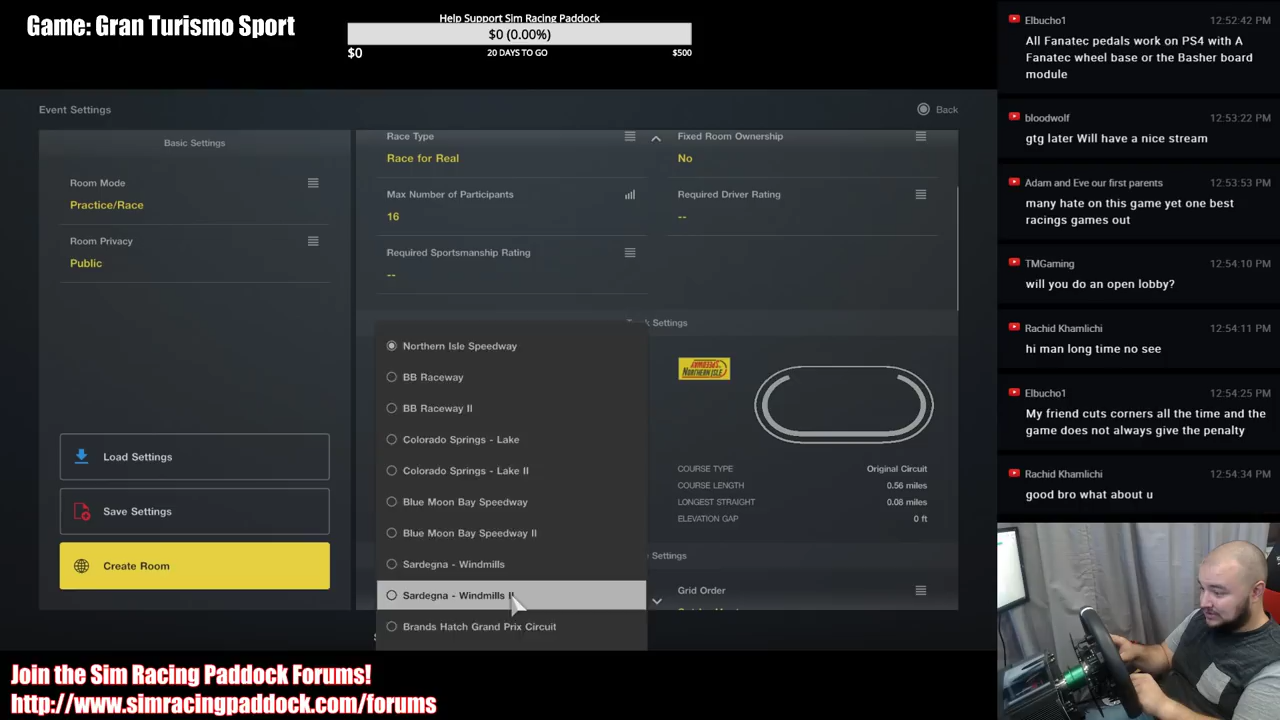 Game: Gran Turismo Sport
Help Support Sim Racing Paddock
$0 (0.00%)
$0
20 DAYS TO GO
$500
Event Settings
Back
Basic Settings
Room Mode
Practice/Race
Room Privacy
Public
Load Settings
Save Settings
Create Room
Race Type
Race for Real
Fixed Room Ownership
No
Max Number of Participants
16
Required Driver Rating
--
Required Sportsmanship Rating
--
Settings
Northern Isle Speedway
BB Raceway
BB Raceway II
Colorado Springs - Lake
Colorado Springs - Lake II
Blue Moon Bay Speedway
Blue Moon Bay Speedway II
Sardegna - Windmills
Sardegna - Windmills II
Brands Hatch Grand Prix Circuit
NORTHERN ISLE
COURSE TYPE Original Circuit
COURSE LENGTH 0.56 miles
LONGEST STRAIGHT 0.08 miles
ELEVATION GAP 0 ft
Settings
Grid Order
Elbucho1 12:52:42 PM
All Fanatec pedals work on PS4 with A
Fanatec wheel base or the Basher board
module
bloodwolf 12:53:22 PM
gtg later Will have a nice stream
Adam and Eve our first parents 12:53:53 PM
many hate on this game yet one best
racings games out
TMGaming 12:54:10 PM
will you do an open lobby?
Rachid Khamlichi 12:54:11 PM
hi man long time no see
Elbucho1 12:54:25 PM
My friend cuts corners all the time and the
game does not always give the penalty
Rachid Khamlichi 12:54:34 PM
good bro what about u
Join the Sim Racing Paddock Forums!
http://www.simracingpaddock.com/forums